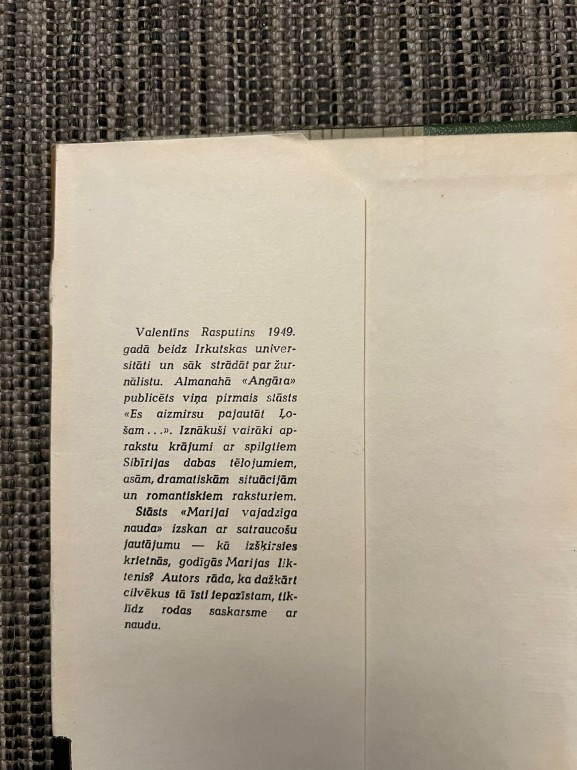 Valentīns Rasputins 1949.
gadā beidz Irkutskas univer-
sitāti un sāk strādāt par žur-
nālistu. Almanahā «Angāra»
publicēts viņa pirmais stāsts
«Es aizmirsu pajautāt Ļo-
šam...». Iznākuši vairāki ap-
rakstu krājumi ar spilgtiem
Sibīrijas dabas tēlojumiem,
asām, dramatiskām situācijām
un romantiskiem raksturiem.
Stāsts «Marijai vajadzīga
nauda» izskan ar satraucošu
jautājumu — kā izšķirsies
krietnās, godīgās Marijas lik-
tenis? Autors rāda, ka dažkārt
cilvēkus tā īsti iepazīstam, tik-
līdz rodas saskarsme ar
naudu.